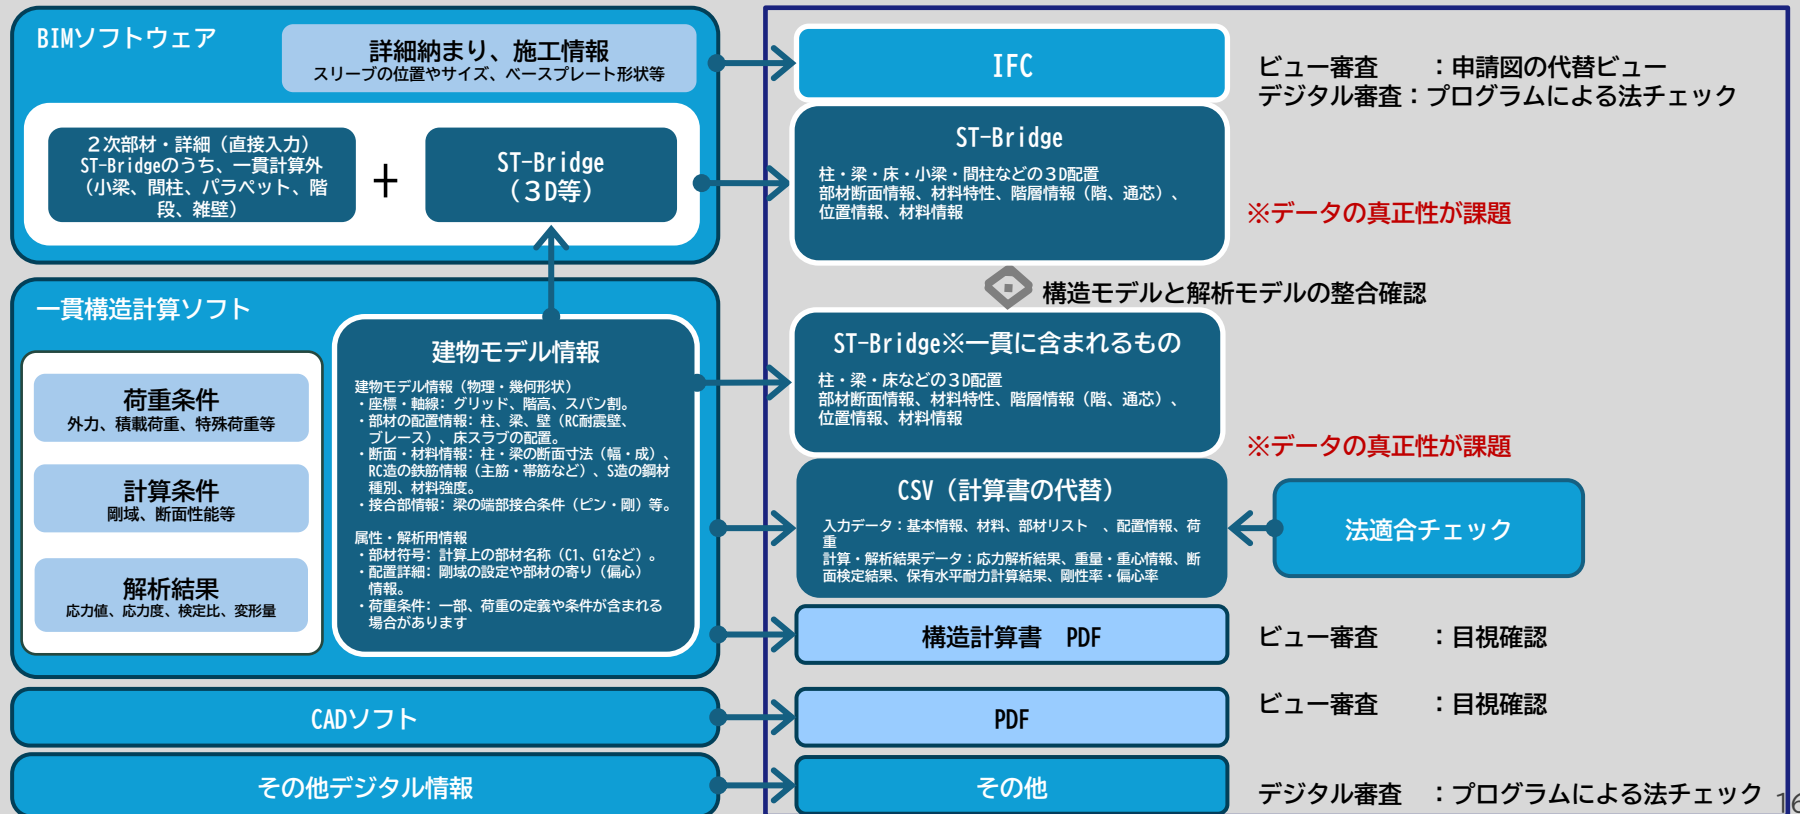 BIMソフトウェア
詳細納まり、施工情報
スリーブの位置やサイズ、ベースプレート形状等
２次部材・詳細（直接入力）
ST-Bridgeのうち、一貫計算外
（小梁、間柱、パラペット、階
段、雑壁）
＋
ST-Bridge
（３D等）
一貫構造計算ソフト
荷重条件
外力、積載荷重、特殊荷重等
計算条件
剛域、断面性能等
解析結果
応力値、応力度、検定比、変形量
建物モデル情報
建物モデル情報（物理・幾何形状）
・座標・軸線: グリッド、階高、スパン割。
・部材の配置情報: 柱、梁、壁（RC耐震壁、
ブレース）、床スラブの配置。
・断面・材料情報: 柱・梁の断面寸法（幅・成）、
RC造の鉄筋情報（主筋・帯筋など）、S造の鋼材
種別、材料強度。
・接合部情報: 梁の端部接合条件（ピン・剛）等。
属性・解析用情報
・部材符号: 計算上の部材名称（C1、G1など）。
・配置詳細: 剛域の設定や部材の寄り（偏心）
情報。
・荷重条件: 一部、荷重の定義や条件が含まれる
場合があります
CADソフト
その他デジタル情報
IFC
ST-Bridge
柱・梁・床・小梁・間柱などの３D配置
部材断面情報、材料特性、階層情報（階、通芯）、
位置情報、材料情報
構造モデルと解析モデルの整合確認
ST-Bridge※一貫に含まれるもの
柱・梁・床などの３D配置
部材断面情報、材料特性、階層情報（階、通芯）、
位置情報、材料情報
CSV（計算書の代替）
入力データ：基本情報、材料、部材リスト　、配置情報、荷
重
計算・解析結果データ：応力解析結果、重量・重心情報、断
面検定結果、保有水平耐力計算結果、剛性率・偏心率
構造計算書　PDF
PDF
その他
ビュー審査　　：申請図の代替ビュー
デジタル審査：プログラムによる法チェック
※データの真正性が課題
※データの真正性が課題
法適合チェック
ビュー審査　　：目視確認
ビュー審査　　：目視確認
デジタル審査　：プログラムによる法チェック
16